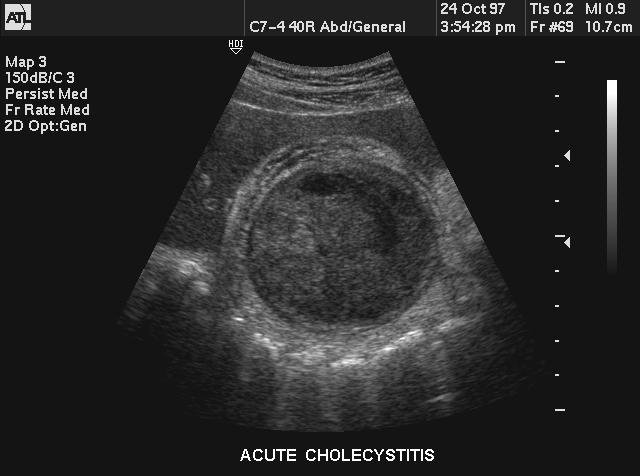 ATL
C7-4 40R Abd/General
24 Oct 97
3:54:28 pm
TIs 0.2
Fr #69
MI 0.9
10.7cm
HDI
Map 3
150dB/C 3
Persist Med
Fr Rate Med
2D Opt:Gen
ACUTE CHOLECYSTITIS